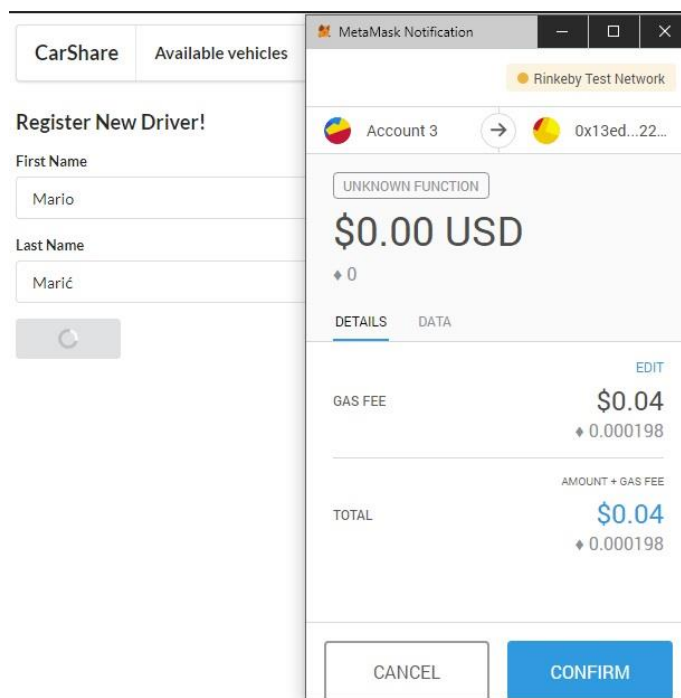 CarShare
Available vehicles
Register New Driver!
First Name
Mario
Last Name
Marić
MetaMask Notification
Rinkeby Test Network
Account 3
0x13ed...22...
UNKNOWN FUNCTION
$0.00 USD
♦ 0
DETAILS DATA
EDIT
GAS FEE $0.04
♦ 0.000198
AMOUNT + GAS FEE
TOTAL $0.04
♦ 0.000198
CANCEL CONFIRM